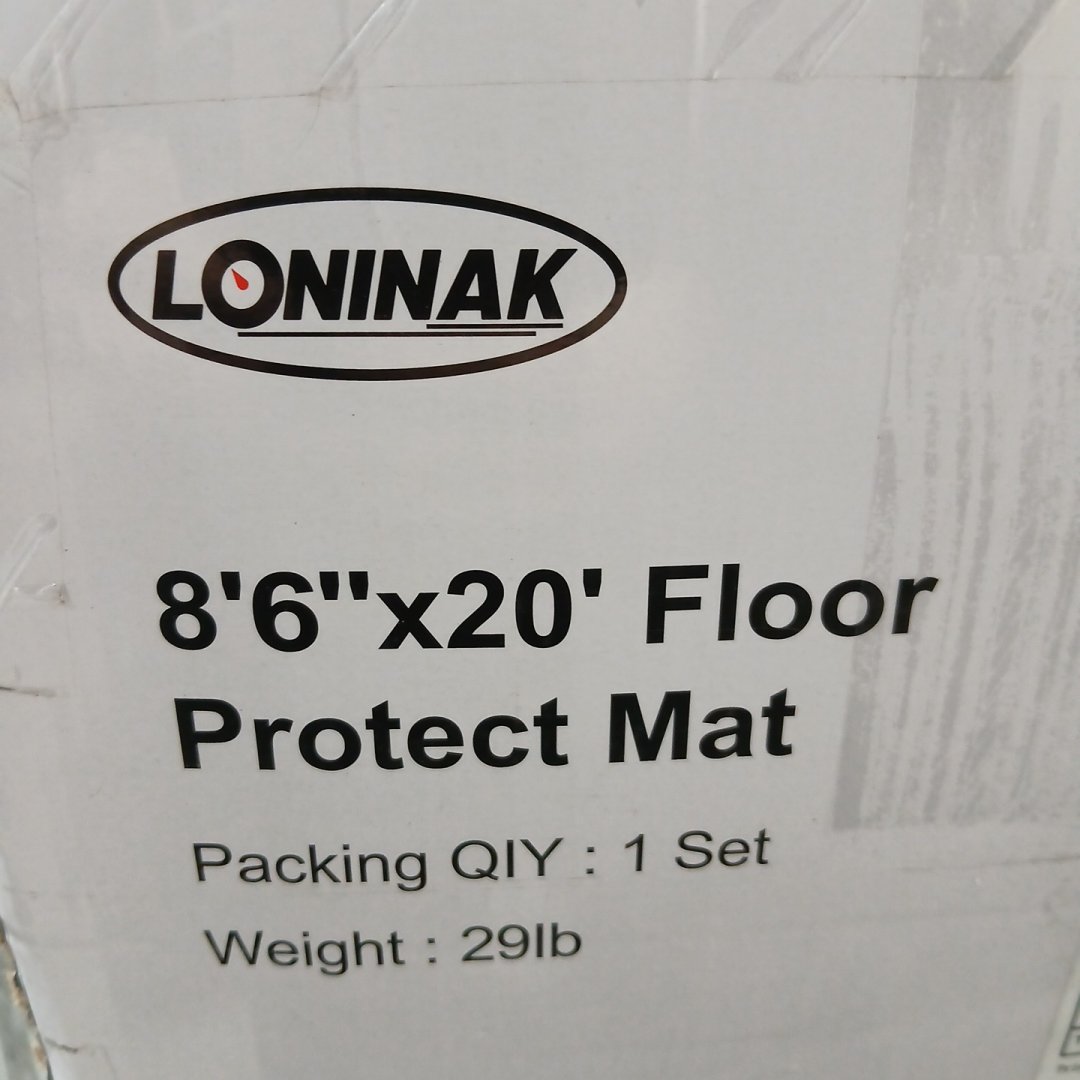 LONINAK
8'6"x20' Floor
Protect Mat
Packing QIY : 1 Set
Weight : 29lb